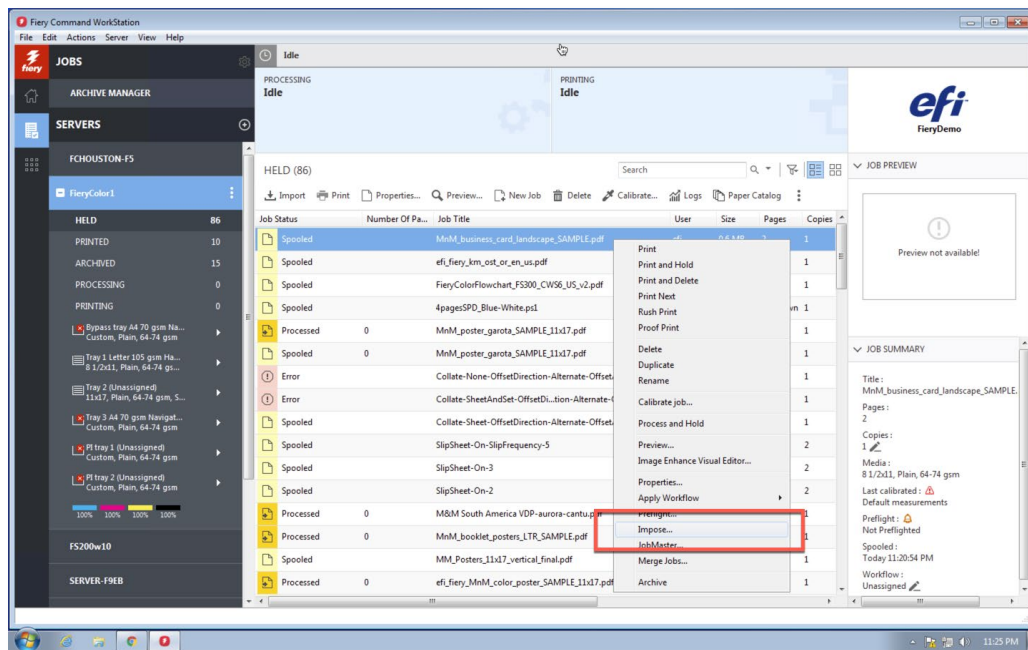 Fiery Command WorkStation
File Edit Actions Server View Help
fiery
JOBS
Idle
ARCHIVE MANAGER
SERVERS
FCHOUSTON-F5
FieryColor1
HELD 86
PRINTED 10
ARCHIVED 15
PROCESSING 0
PRINTING 0
Bypass tray A4 70 gsm Na...
Custom, Plain, 64-74 gsm
Tray 1 Letter 105 gsm Ha...
8 1/2x11, Plain, 64-74 gs...
Tray 2 (Unassigned)
11x17, Plain, 64-74 gsm, S...
Tray 3 A4 70 gsm Navigat...
Custom, Plain, 64-74 gsm
PI tray 1 (Unassigned)
Custom, Plain, 64-74 gsm
PI tray 2 (Unassigned)
Custom, Plain, 64-74 gsm
100% 100% 100% 100%
FS200w10
SERVER-F9EB
PROCESSING
Idle
PRINTING
Idle
HELD (86)
Search
Import Print Properties... Preview... New Job Delete Calibrate... Logs Paper Catalog
Job Status Number Of Pa... Job Title User Size Pages Copies
Spooled MnM_business_card_landscape_SAMPLE.pdf efi 0.6 MB 2 1
Spooled efi_fiery_km_ost_or_en_us.pdf 1
Spooled FieryColorFlowchart_FS300_CWS6_US_v2.pdf 1
Spooled 4pagesSPD_Blue-White.ps1 wn 1
Processed 0 MnM_poster_garota_SAMPLE_11x17.pdf 1
Spooled 0 MnM_poster_garota_SAMPLE_11x17.pdf 1
Error Collate-None-OffsetDirection-Alternate-Offset 1
Error Collate-SheetAndSet-OffsetDi...tion-Alternate- 1
Spooled Collate-Sheet-OffsetDirection-Alternate-Offset 1
Spooled SlipSheet-On-SlipFrequency-5 2
Spooled SlipSheet-On-3 2
Spooled SlipSheet-On-2 2
Processed 0 M&M South America VDP-aurora-cantu.pdf 1
Processed 0 MnM_booklet_posters_LTR_SAMPLE.pdf 1
Spooled MM_Posters_11x17_vertical_final.pdf 1
Processed 0 efi_fiery_MnM_color_poster_SAMPLE_11x17.pdf 1
Print
Print and Hold
Print and Delete
Print Next
Rush Print
Proof Print
Delete
Duplicate
Rename
Calibrate job...
Process and Hold
Preview...
Image Enhance Visual Editor...
Properties...
Apply Workflow
Preflight...
Impose...
JobMaster...
Merge Jobs...
Archive
efi
FieryDemo
JOB PREVIEW
Preview not available!
JOB SUMMARY
Title :
MnM_business_card_landscape_SAMPLE.
Pages :
2
Copies :
1
Media :
8 1/2x11, Plain, 64-74 gsm
Last calibrated :
Default measurements
Preflight :
Not Preflighted
Spooled :
Today 11:20:54 PM
Workflow :
Unassigned
11:25 PM